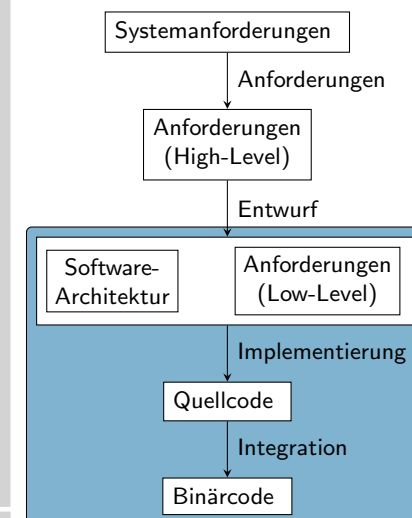 Systemanforderungen
Anforderungen
Anforderungen
(High-Level)
Entwurf
Software-
Architektur
Anforderungen
(Low-Level)
Implementierung
Quellcode
Integration
Binärcode